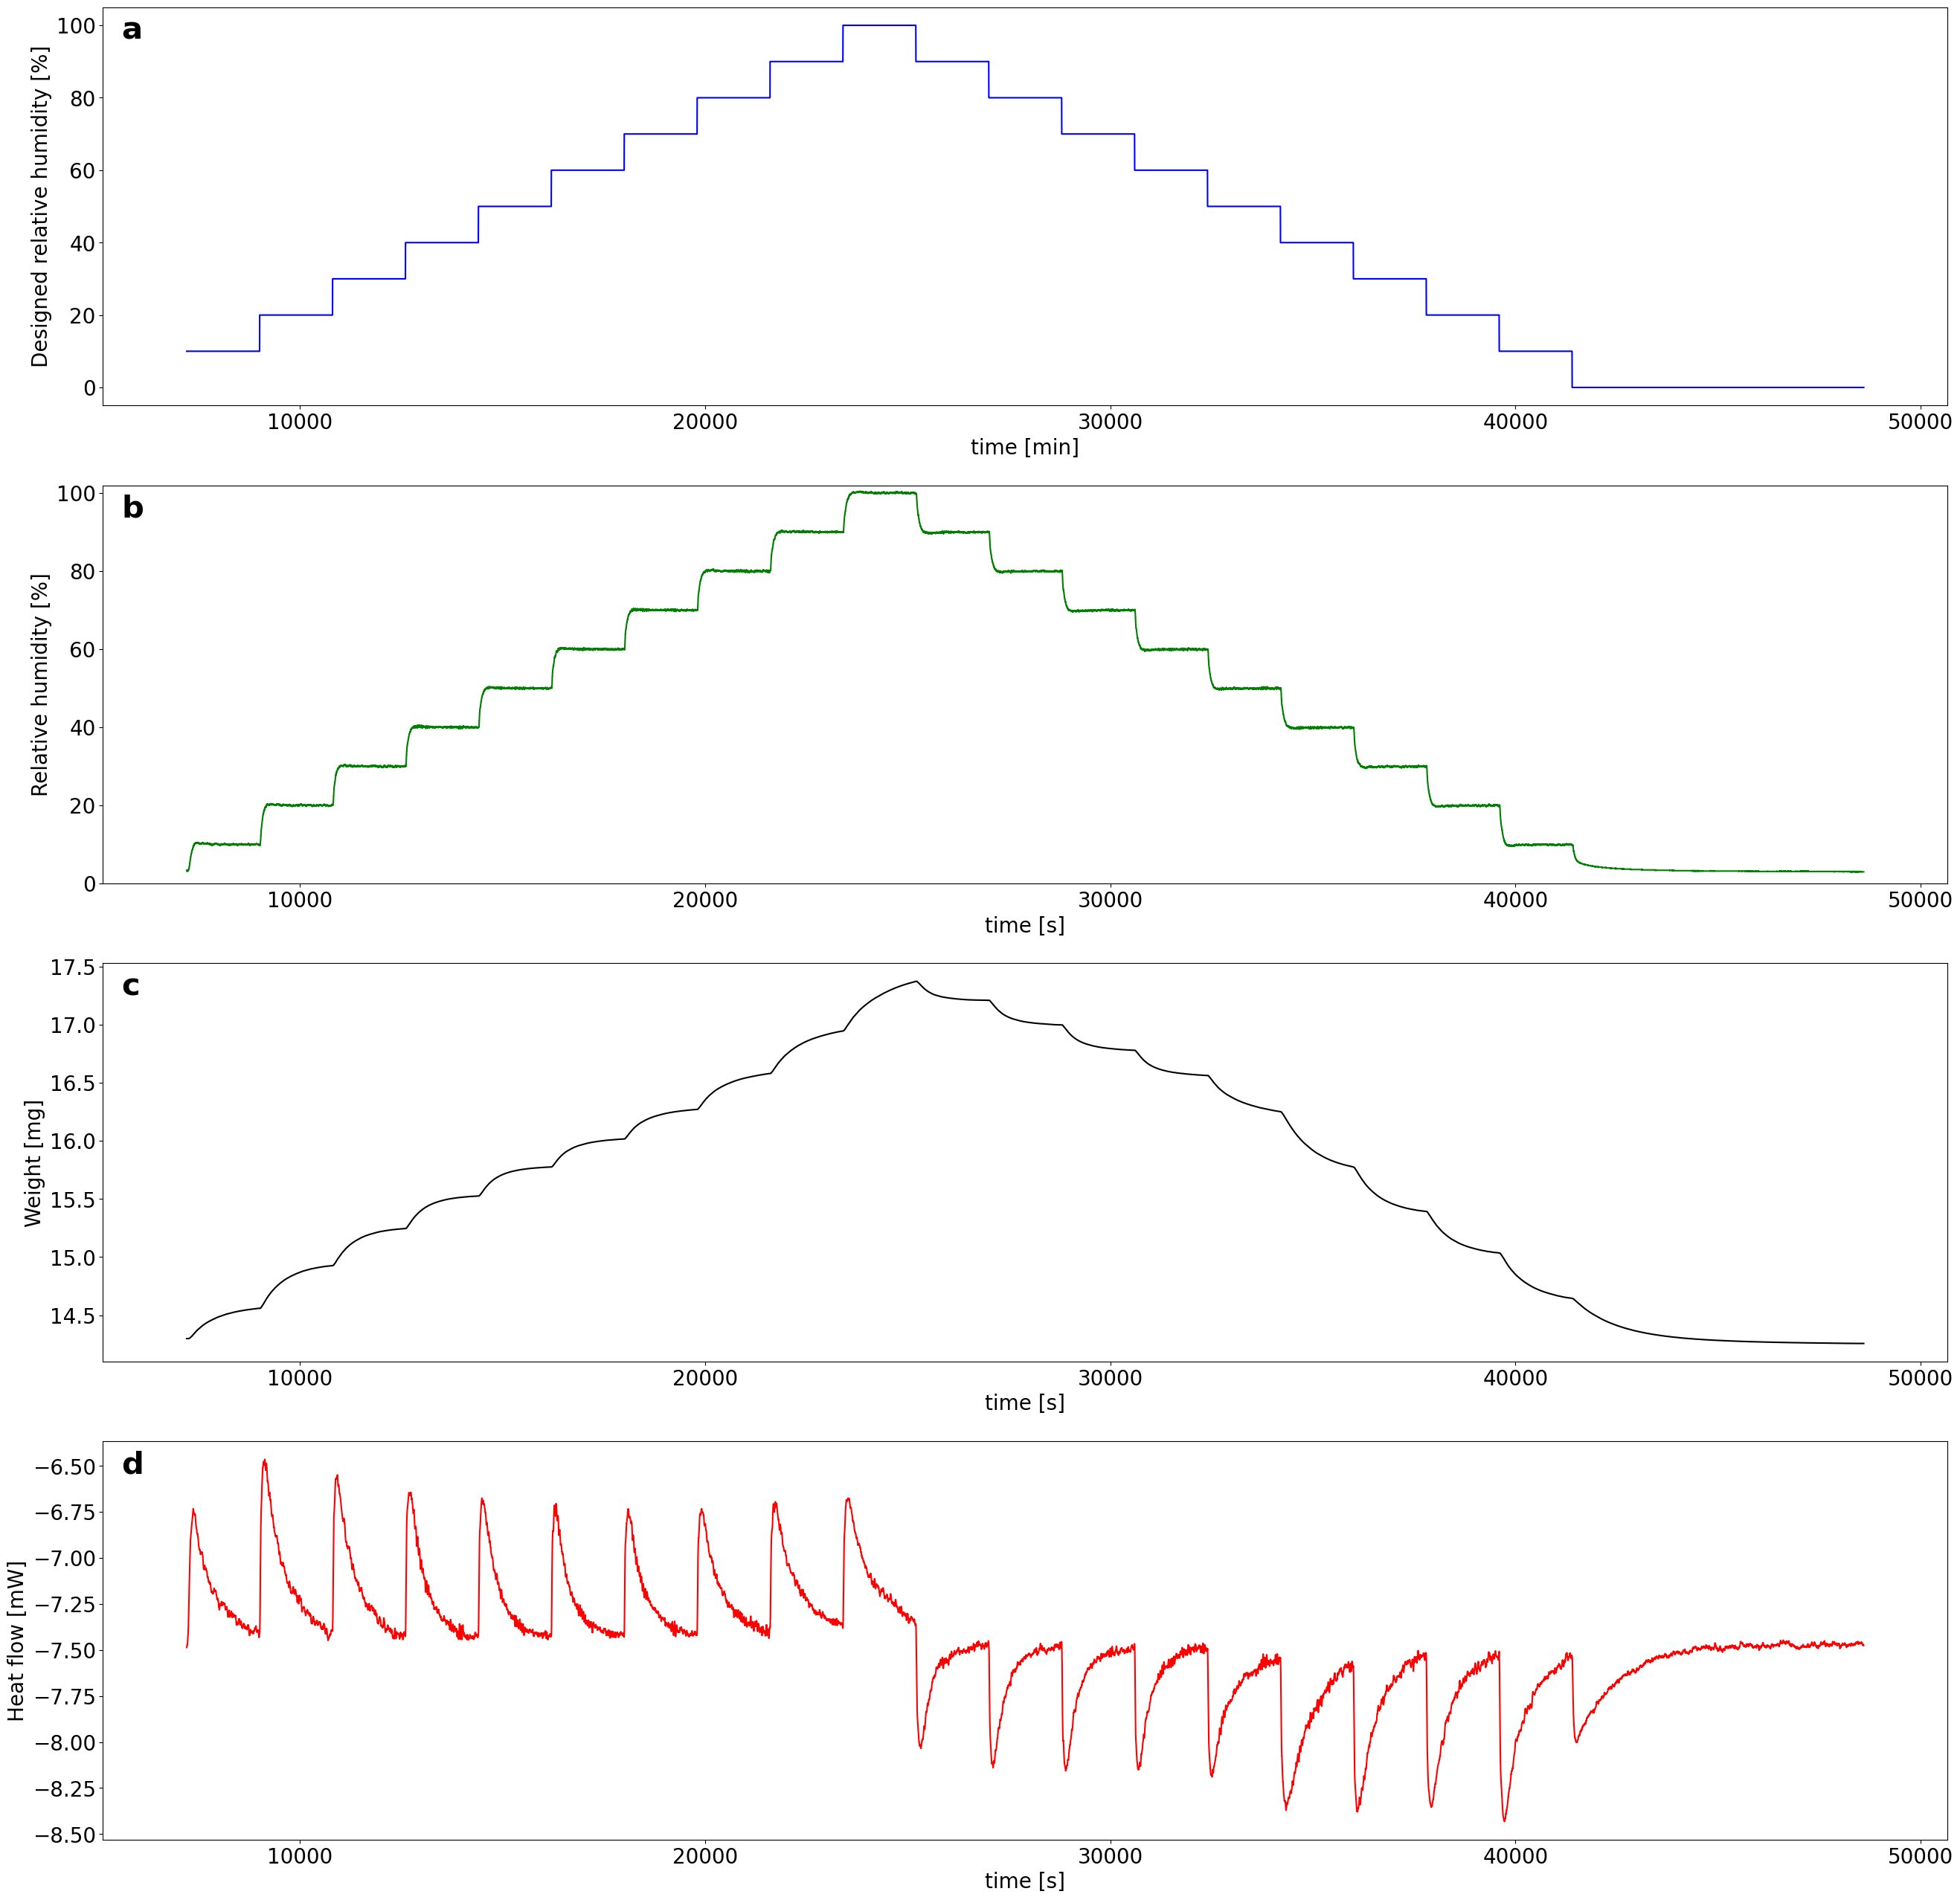 a
Designed relative humidity [%]
100
80
60
40
20
0
10000 20000 30000 40000 50000
time [min]
b
Relative humidity [%]
100
80
60
40
20
0
10000 20000 30000 40000 50000
time [s]
c
Weight [mg]
17.5
17.0
16.5
16.0
15.5
15.0
14.5
10000 20000 30000 40000 50000
time [s]
d
Heat flow [mW]
−6.50
−6.75
−7.00
−7.25
−7.50
−7.75
−8.00
−8.25
−8.50
10000 20000 30000 40000 50000
time [s]